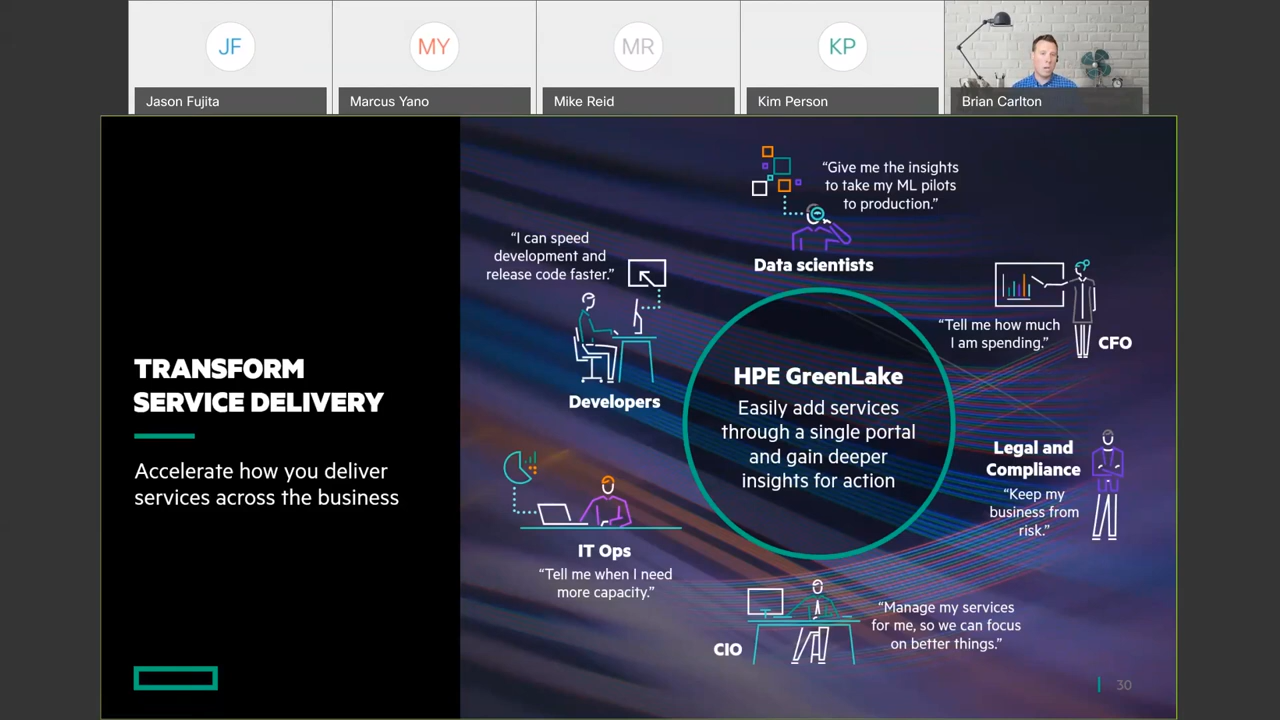 JF
MY
MR
KP
Jason Fujita
Marcus Yano
Mike Reid
Kim Person
Brian Carlton
TRANSFORM
SERVICE DELIVERY
Accelerate how you deliver
services across the business
“Give me the insights
to take my ML pilots
to production.”
Data scientists
“I can speed
development and
release code faster.”
Developers
“Tell me how much
I am spending.”
CFO
HPE GreenLake
Easily add services
through a single portal
and gain deeper
insights for action
Legal and
Compliance
“Keep my
business from
risk.”
IT Ops
“Tell me when I need
more capacity.”
CIO
“Manage my services
for me, so we can focus
on better things.”
30